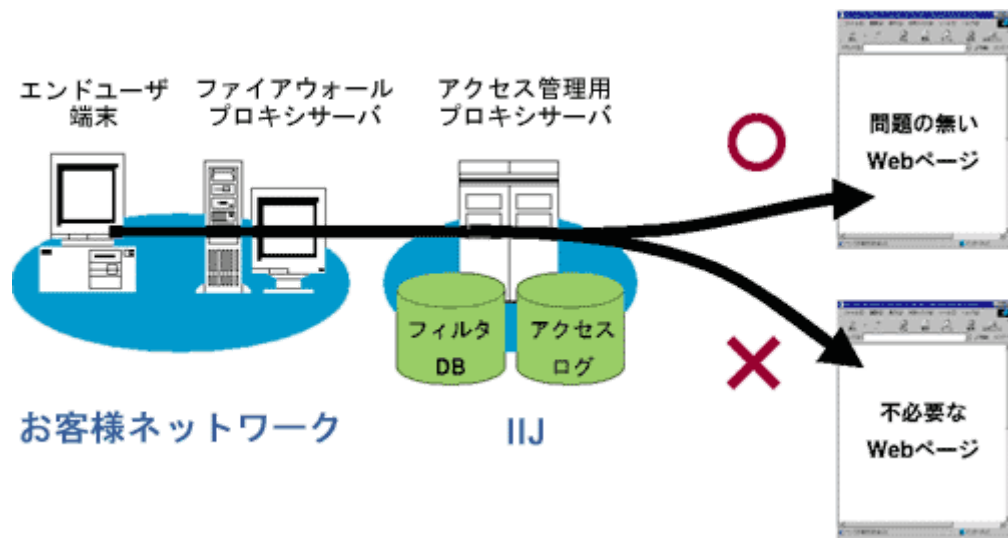 エンドユーザ
端末
ファイアウォール
プロキシサーバ
アクセス管理用
プロキシサーバ
問題の無い
Webページ
フィルタ
DB
アクセス
ログ
お客様ネットワーク
IIJ
不必要な
Webページ